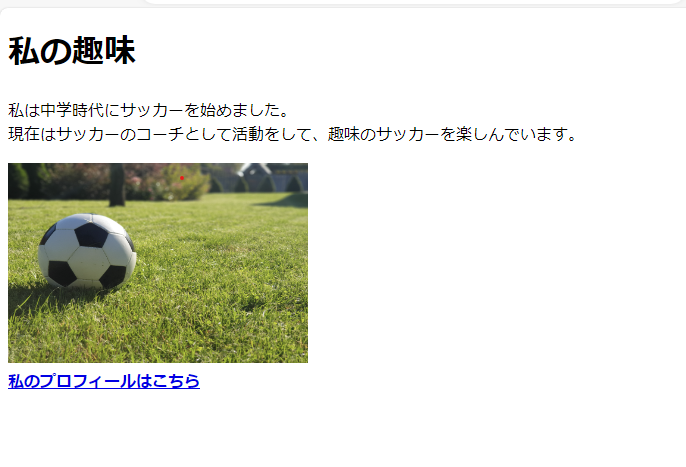 私の趣味
私は中学時代にサッカーを始めました。
現在はサッカーのコーチとして活動をして、趣味のサッカーを楽しんでいます。
私のプロフィールはこちら